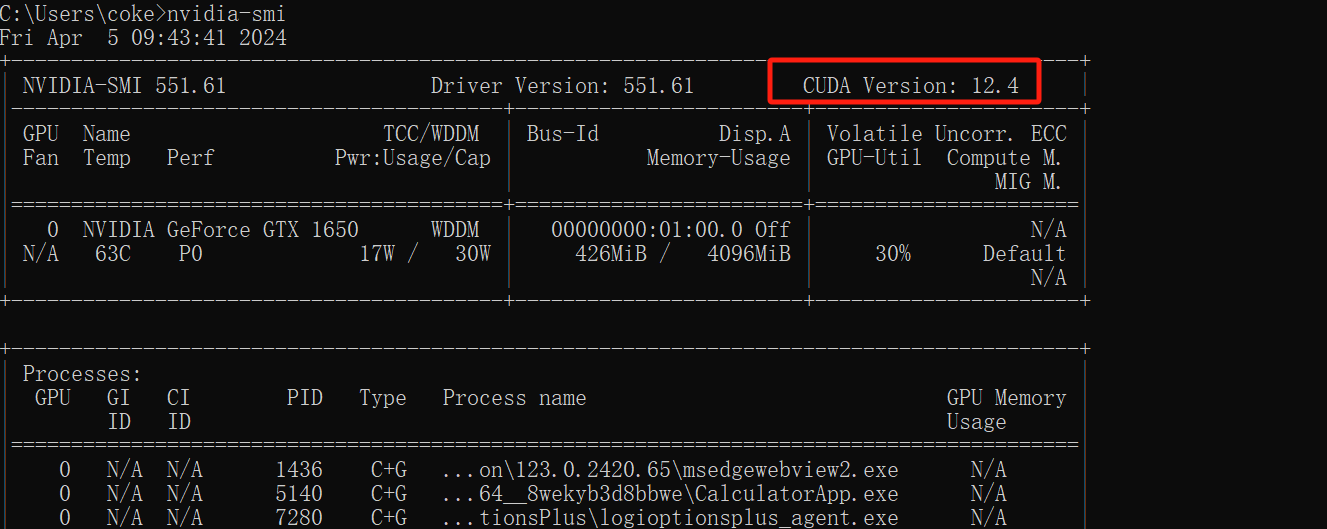 C:\Users\coke>nvidia-smi
Fri Apr  5 09:43:41 2024
NVIDIA-SMI 551.61                 Driver Version: 551.61         CUDA Version: 12.4
GPU  Name                     TCC/WDDM   Bus-Id                Disp.A   Volatile Uncorr. ECC
Fan  Temp   Perf          Pwr:Usage/Cap             Memory-Usage   GPU-Util  Compute M.
MIG M.
0  NVIDIA GeForce GTX 1650      WDDM     00000000:01:00.0 Off                    N/A
N/A   63C    P0             17W /   30W       426MiB /   4096MiB       30%      Default
N/A
Processes:
GPU   GI   CI             PID   Type   Process name                              GPU Memory
ID   ID                                                                  Usage
0   N/A  N/A      1436    C+G   ...on\123.0.2420.65\msedgewebview2.exe      N/A
0   N/A  N/A      5140    C+G   ...64__8wekyb3d8bbwe\CalculatorApp.exe      N/A
0   N/A  N/A      7280    C+G   ...tionsPlus\logioptionsplus_agent.exe      N/A